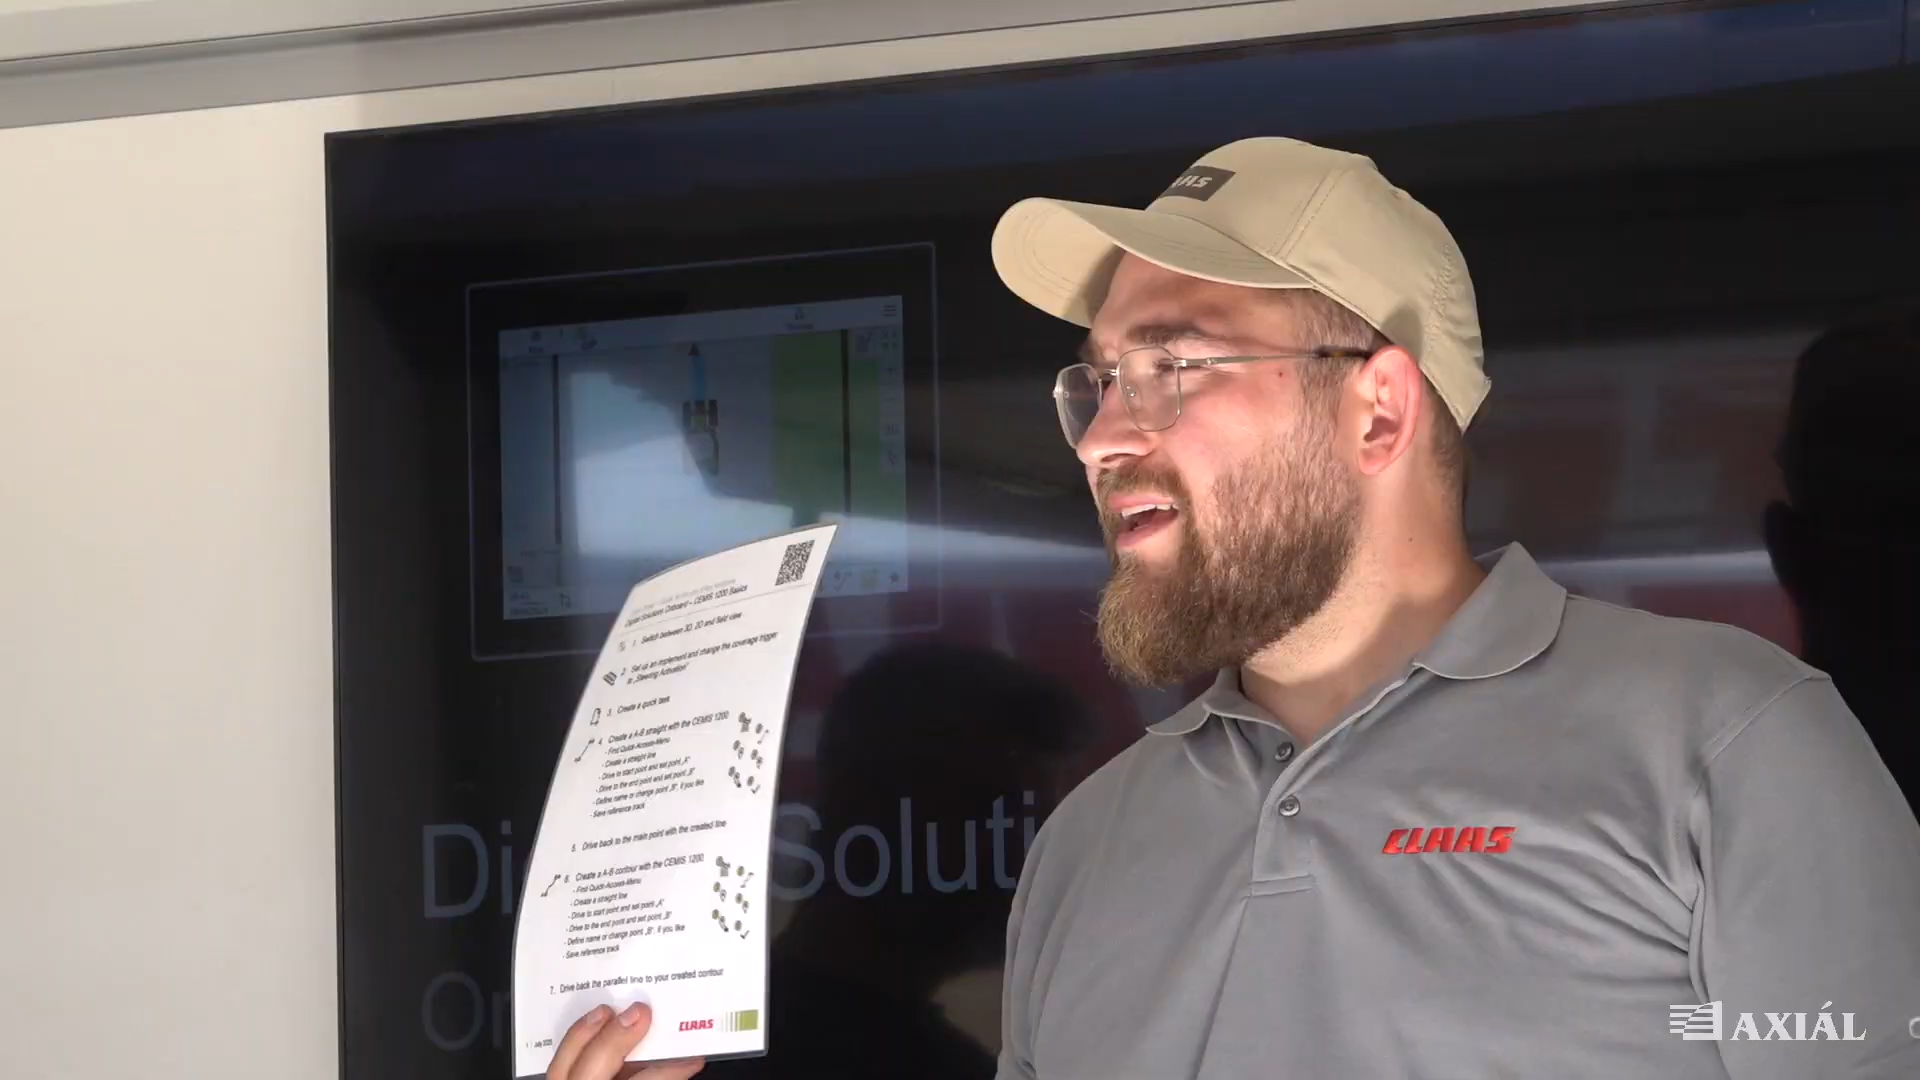 CLAAS
Digital Solutions Onboard – CEMIS 1200 Basics
1. Switch between 3D, 2D and field view
2. Set up an implement and change the coverage trigger
to „Steering Activation"
3. Create a quick task
4. Create a A-B straight with the CEMIS 1200
- Find Quick-Access-Menu
- Create a straight line
- Drive to start point and set point „A"
- Drive to the end point and set point „B"
- Define name or change point „B", if you like
- Save reference track
5. Drive back to the main point with the created line
6. Create a A-B contour with the CEMIS 1200
- Find Quick-Access-Menu
- Create a straight line
- Drive to start point and set point „A"
- Drive to the end point and set point „B"
- Define name or change point „B", if you like
- Save reference track
7. Drive back the parallel line to your created contour
CLAAS
1 July 2025
Di Soluti
On
CLAAS
AXIÁL